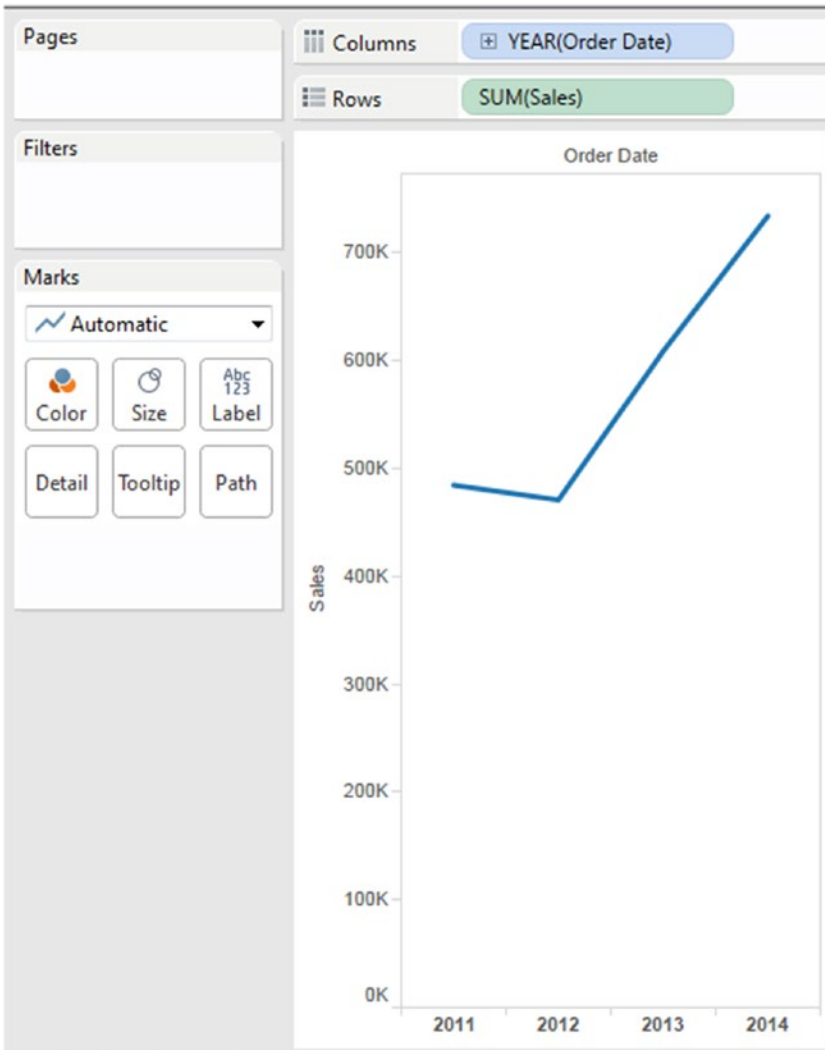 Pages
Columns
YEAR(Order Date)
Rows
SUM(Sales)
Filters
Marks
Automatic
Color
Size
Abc
123
Label
Detail
Tooltip
Path
Order Date
Sales
700K
600K
500K
400K
300K
200K
100K
0K
2011 2012 2013 2014